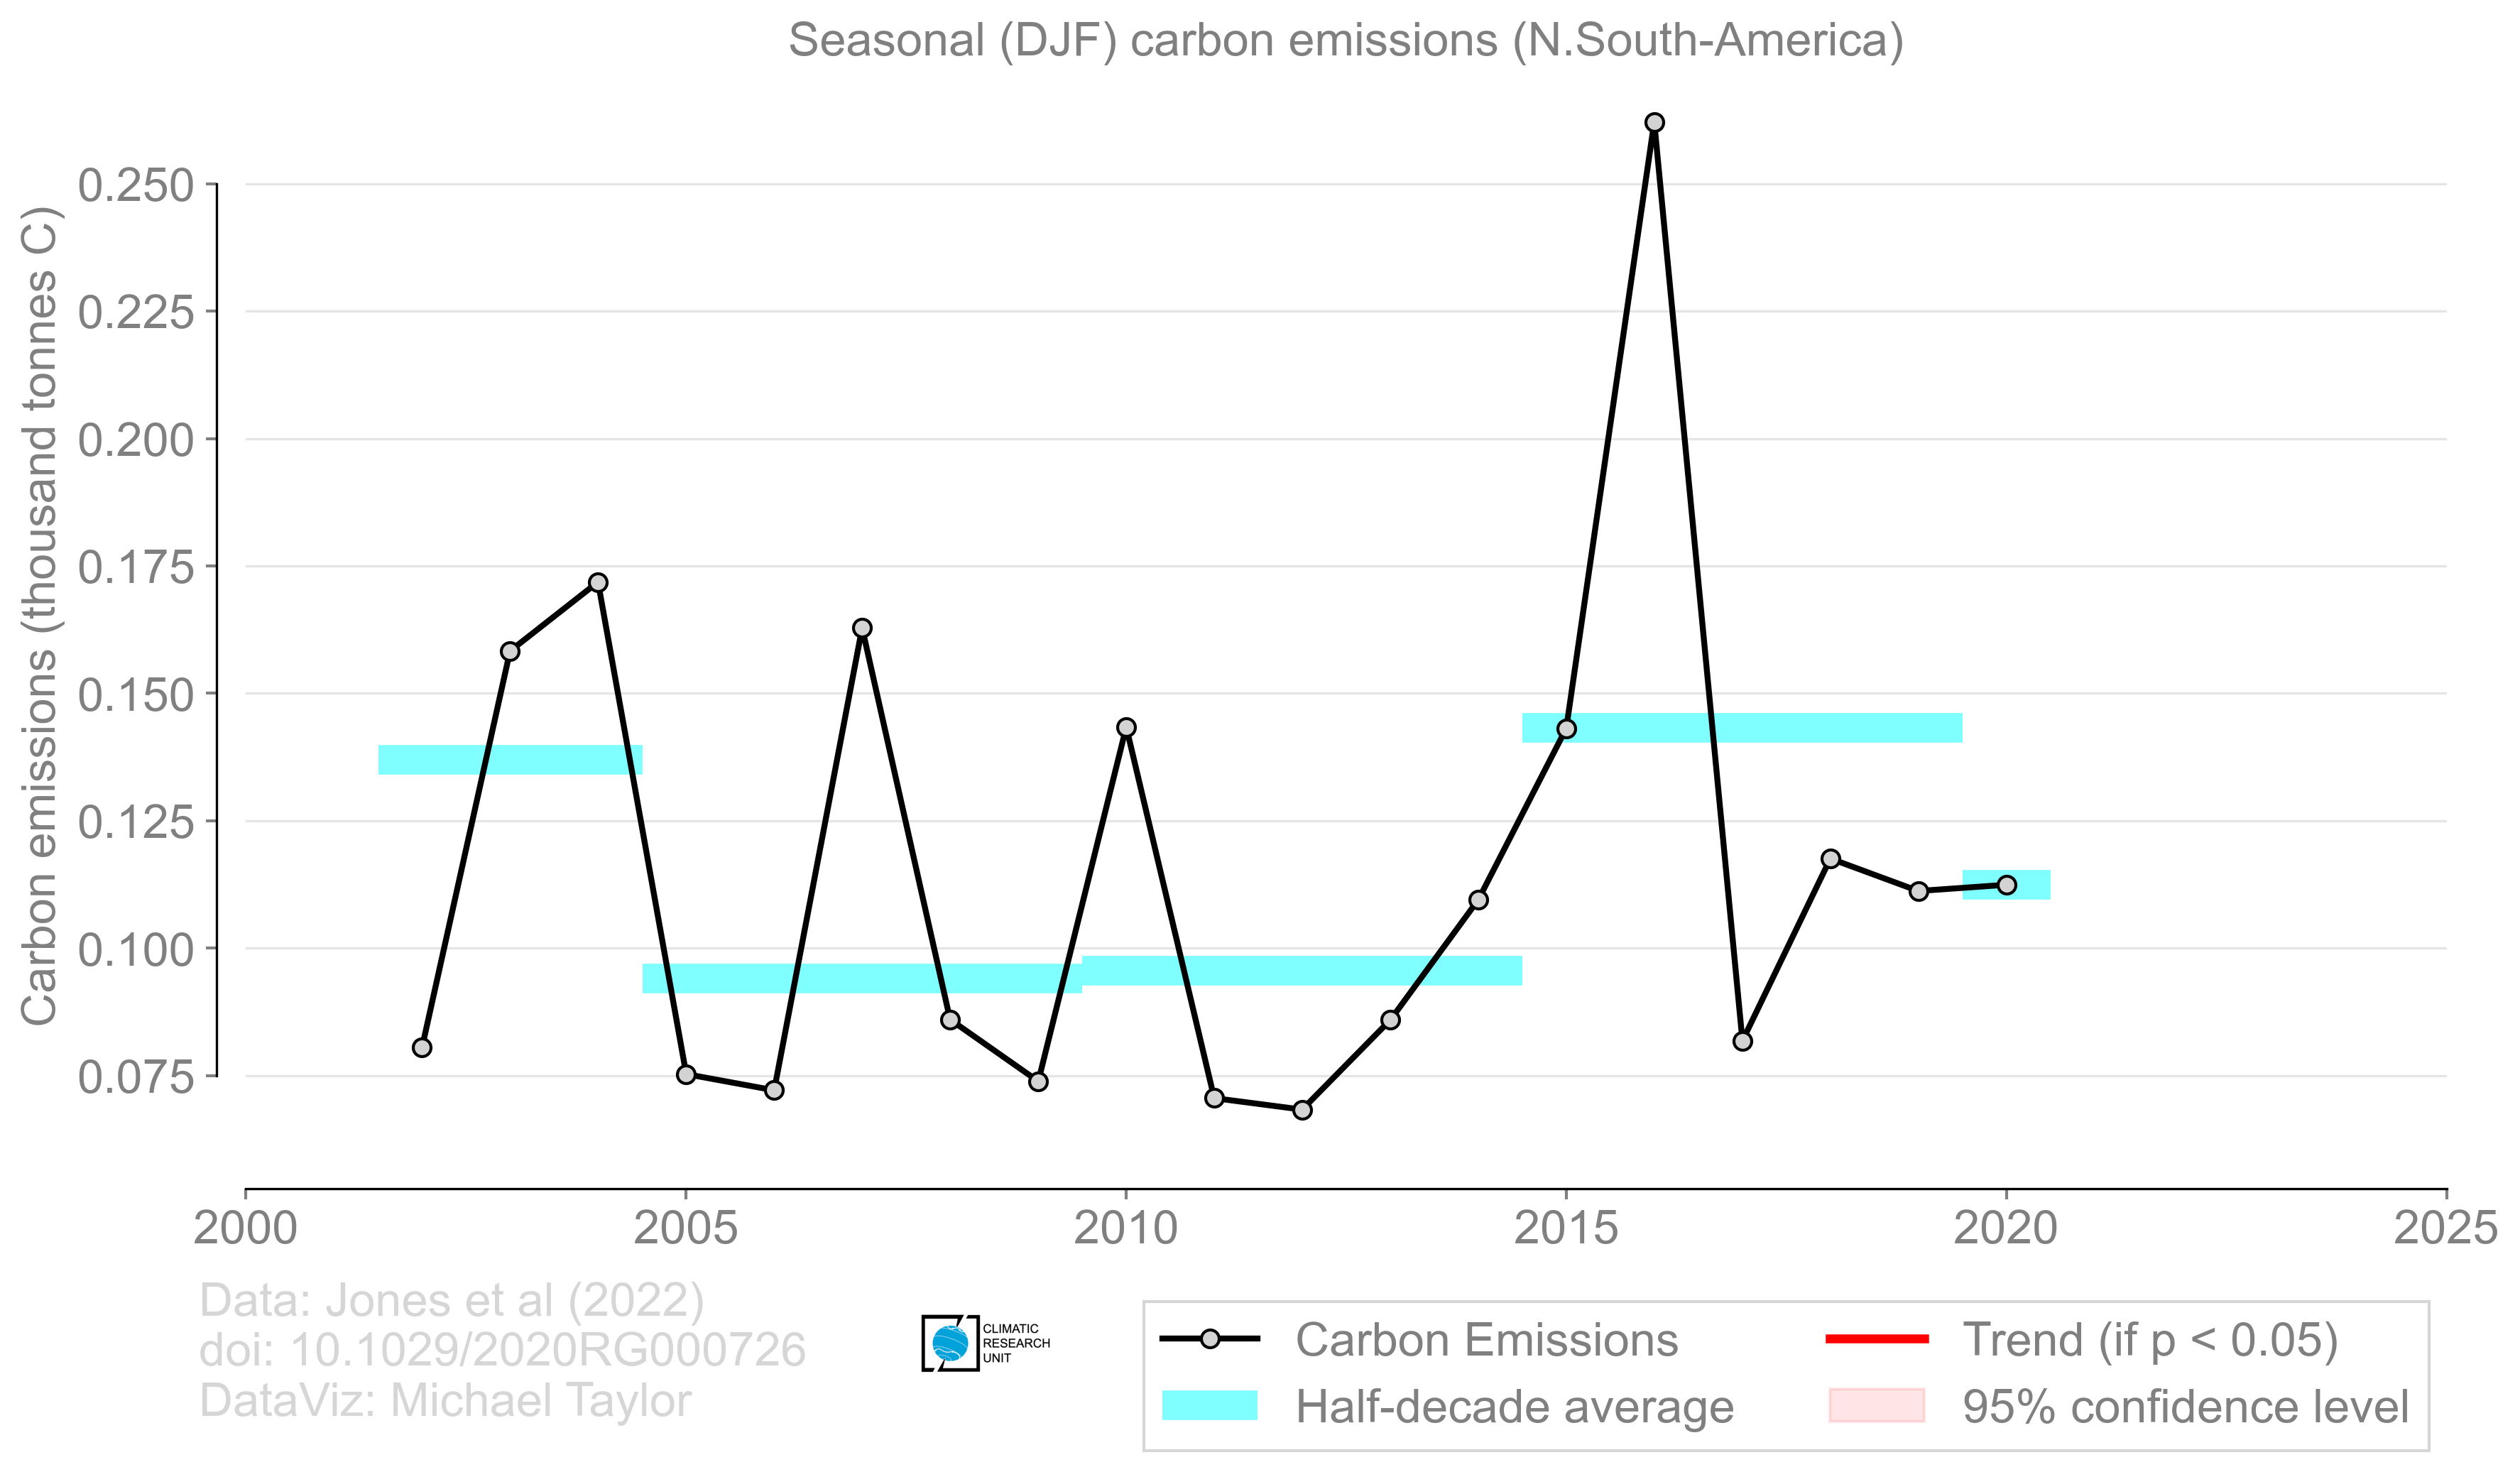 Seasonal (DJF) carbon emissions (N.South-America)
Carbon emissions (thousand tonnes C)
0.250
0.225
0.200
0.175
0.150
0.125
0.100
0.075
2000
2005
2010
2015
2020
2025
Data: Jones et al (2022)
doi: 10.1029/2020RG000726
DataViz: Michael Taylor
CLIMATIC
RESEARCH
UNIT
Carbon Emissions
Half-decade average
Trend (if p < 0.05)
95% confidence level